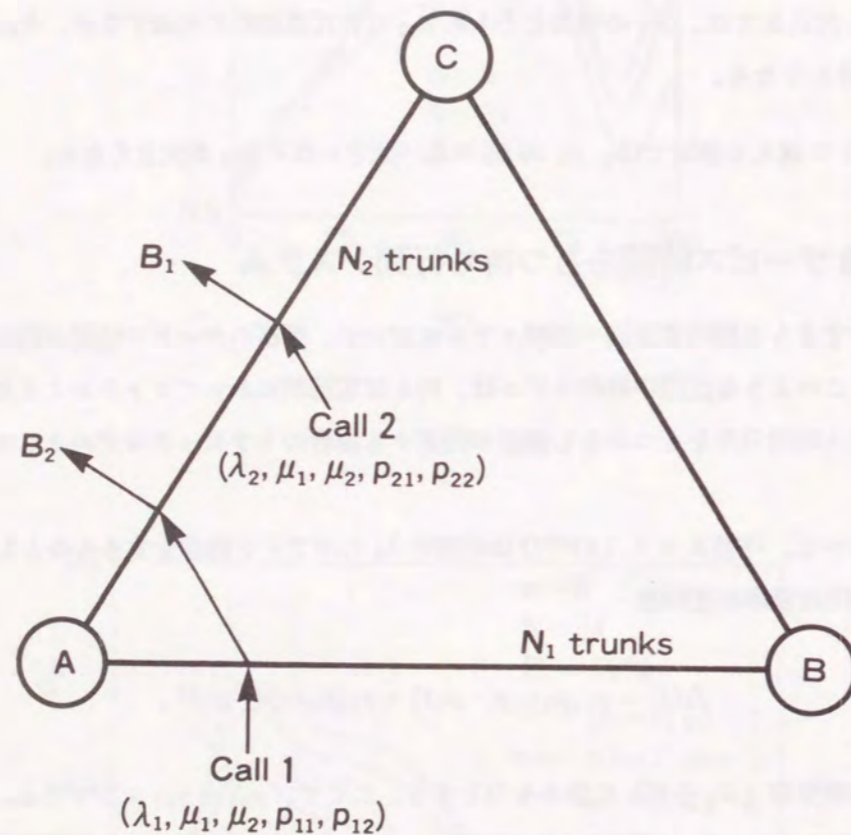 C
B₁
N₂ trunks
Call 2
(λ₂, μ₁, μ₂, p₂₁, p₂₂)
B₂
A
N₁ trunks
B
Call 1
(λ₁, μ₁, μ₂, p₁₁, p₁₂)